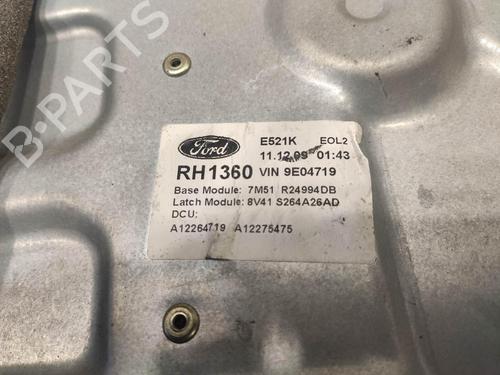 B-PARTS
Ford
E521K EOL2
11.12.09 01:43
RH1360 VIN 9E04719
Base Module: 7M51 R24994DB
Latch Module: 8V41 S264A26AD
DCU:
A12264719 A12275475